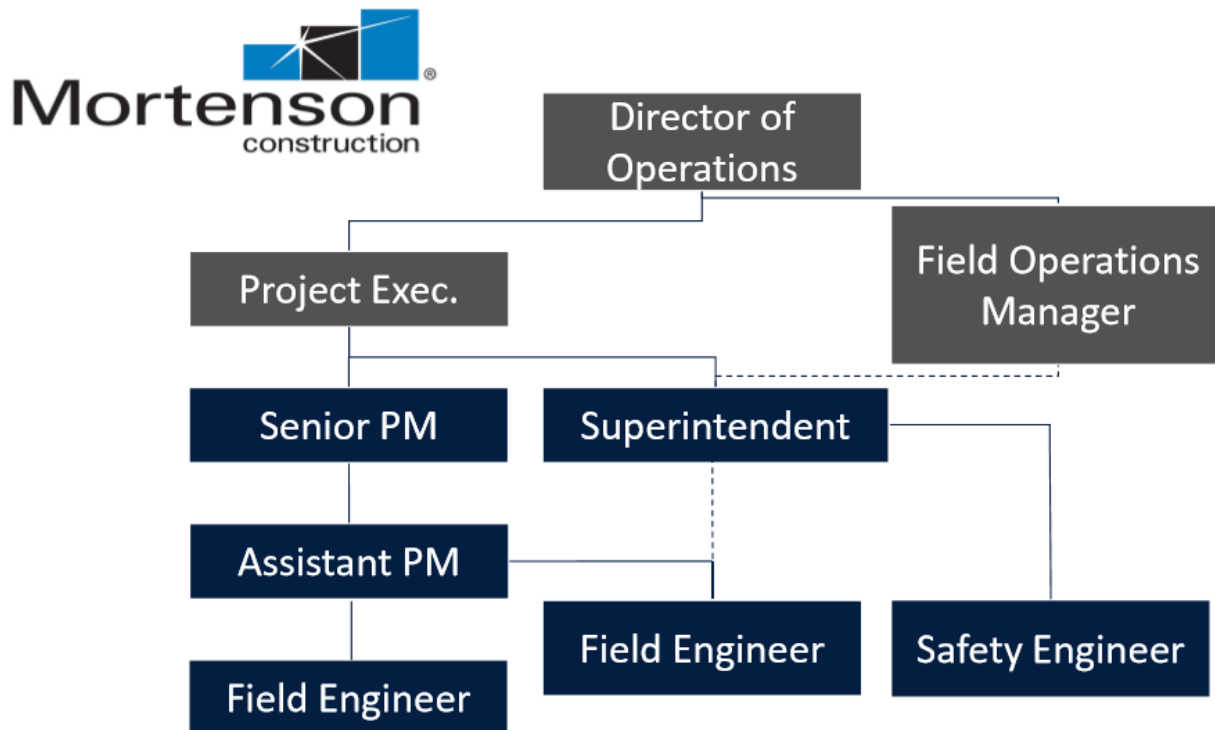 Mortenson
®
construction
Director of
Operations
Project Exec.
Field Operations
Manager
Senior PM
Superintendent
Assistant PM
Field Engineer
Safety Engineer
Field Engineer